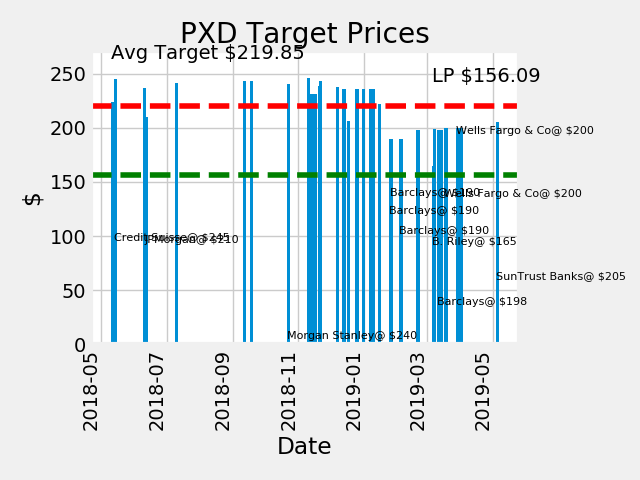 PXD Target Prices
Avg Target $219.85
LP $156.09
250
200
150
100
50
0
$
Wells Fargo & Co@ $200
Barclays@ $190
Wells Fargo & Co@ $200
Barclays@ $190
Barclays@ $190
Credit Suisse@ $245
JPMorgan@ $210
B. Riley@ $165
SunTrust Banks@ $205
Barclays@ $198
Morgan Stanley@ $240
2018-05
2018-07
2018-09
2018-11
2019-01
2019-03
2019-05
Date